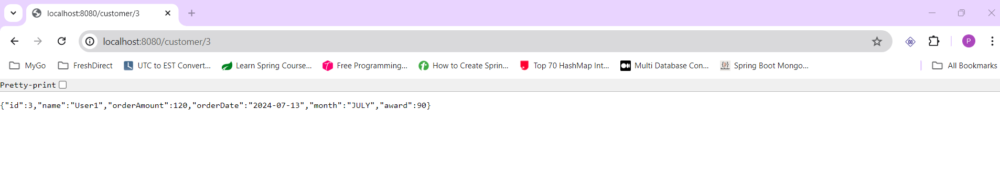 localhost:8080/customer/3
localhost:8080/customer/3
P
MyGo FreshDirect UTC to EST Convert... Learn Spring Course... Free Programming... How to Create Sprin... Top 70 HashMap Int... Multi Database Con... Spring Boot Mongo... All Bookmarks
Pretty-print
{"id":3,"name":"User1","orderAmount":120,"orderDate":"2024-07-13","month":"JULY","award":90}